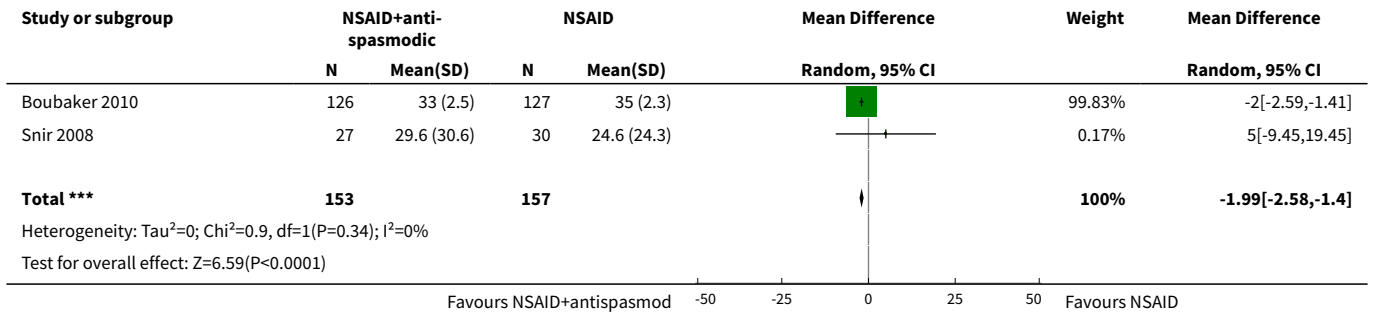 Study or subgroup NSAID+anti-spasmodic NSAID Mean Difference Weight Mean Difference
N Mean(SD) N Mean(SD) Random, 95% CI Random, 95% CI
Boubaker 2010 126 33 (2.5) 127 35 (2.3) 99.83% -2[-2.59,-1.41]
Snir 2008 27 29.6 (30.6) 30 24.6 (24.3) 0.17% 5[-9.45,19.45]
Total *** 153 157 100% -1.99[-2.58,-1.4]
Heterogeneity: Tau²=0; Chi²=0.9, df=1(P=0.34); I²=0%
Test for overall effect: Z=6.59(P<0.0001)
Favours NSAID+antispasmod -50 -25 0 25 50 Favours NSAID